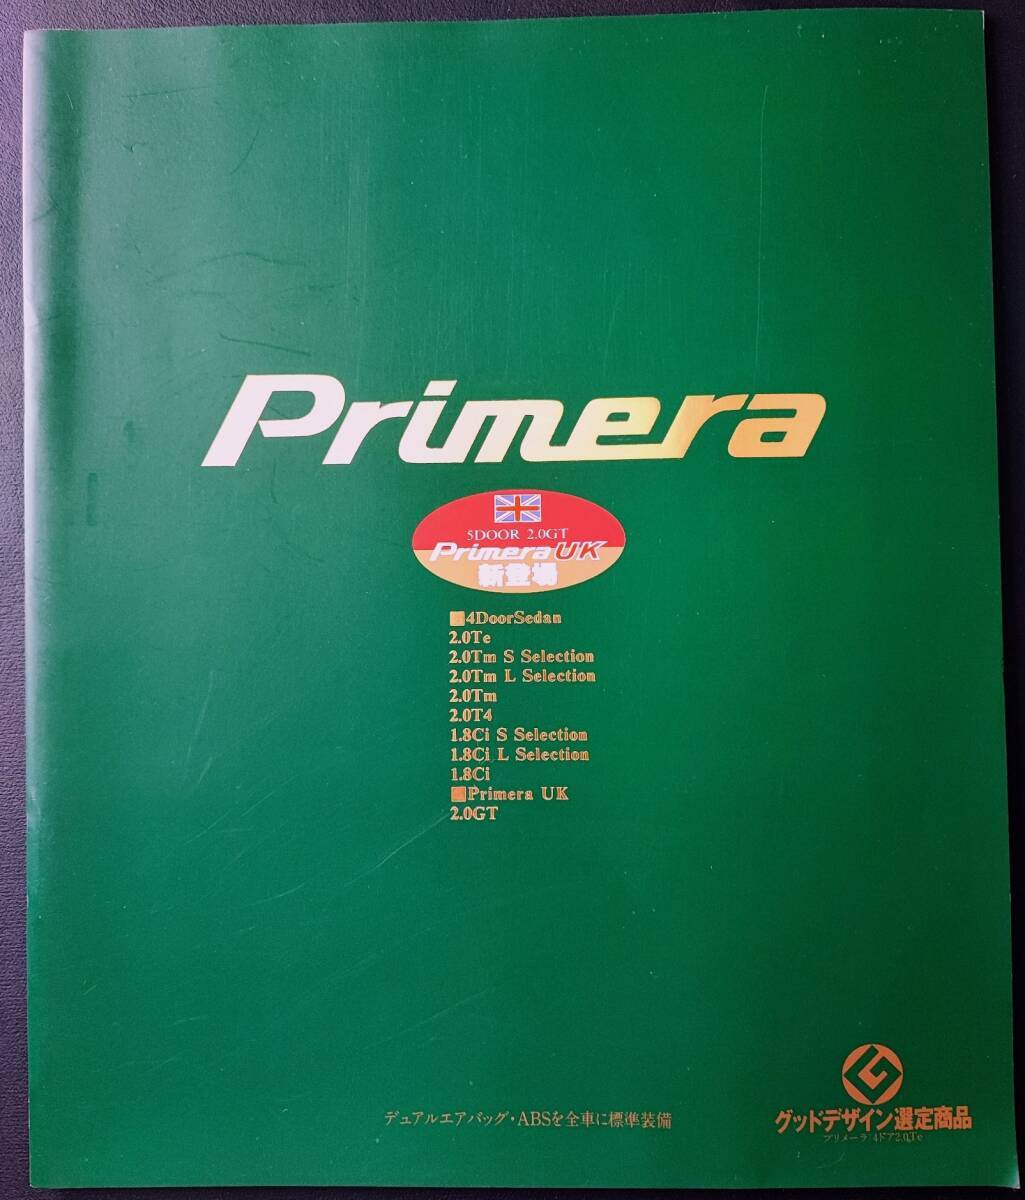 Primera
5DOOR 2.0GT
Primera UK
新登場
■4DoorSedan
2.0Te
2.0Tm S Selection
2.0Tm L Selection
2.0Tm
2.0T4
1.8Ci S Selection
1.8Ci L Selection
1.8Ci
■Primera UK
2.0GT
デュアルエアバッグ・ABSを全車に標準装備
グッドデザイン選定商品
プリメーラ 4ドア2.0Te